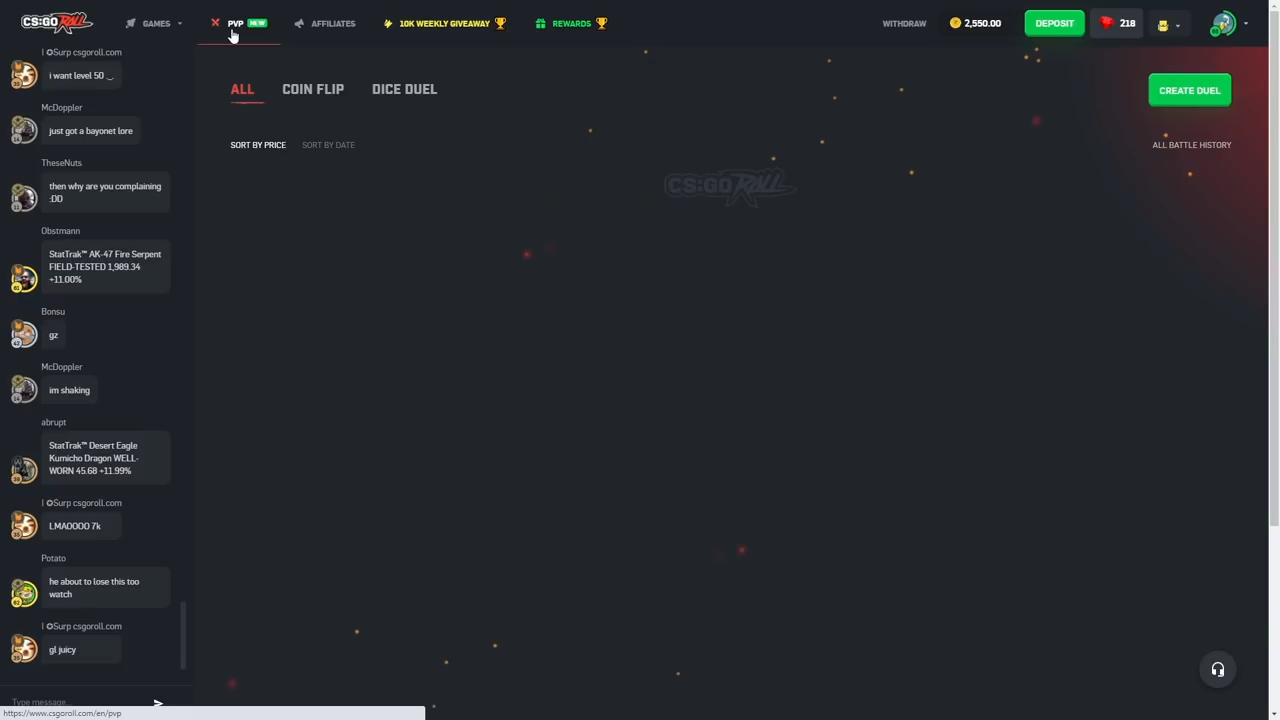 CS:GO ROLL
GAMES
PVP NEW
AFFILIATES
10K WEEKLY GIVEAWAY
REWARDS
WITHDRAW
2,550.00
DEPOSIT
218
| ✪Surp csgoroll.com
i want level 50 ._.
McDoppler
just got a bayonet lore
TheseNuts
then why are you complaining
:DD
Obstmann
StatTrak™ AK-47 Fire Serpent
FIELD-TESTED 1,989.34
+11.00%
Bonsu
gz
McDoppler
im shaking
abrupt
StatTrak™ Desert Eagle
Kumicho Dragon WELL-
WORN 45.68 +11.99%
| ✪Surp csgoroll.com
LMAOOOO 7k
Potato
he about to lose this too
watch
| ✪Surp csgoroll.com
gl juicy
Type message...
https://www.csgoroll.com/en/pvp
ALL
COIN FLIP
DICE DUEL
CREATE DUEL
SORT BY PRICE
SORT BY DATE
ALL BATTLE HISTORY
CS:GO ROLL